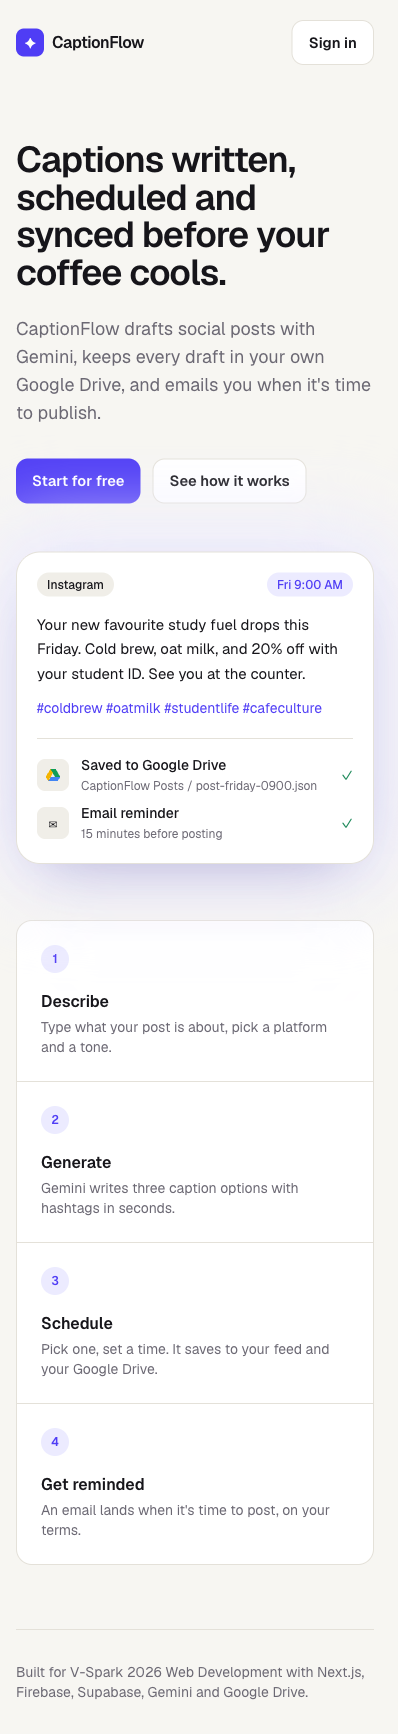 CaptionFlow
Sign in
Captions written,
scheduled and
synced before your
coffee cools.
CaptionFlow drafts social posts with
Gemini, keeps every draft in your own
Google Drive, and emails you when it's time
to publish.
Start for free
See how it works
Instagram
Fri 9:00 AM
Your new favourite study fuel drops this
Friday. Cold brew, oat milk, and 20% off with
your student ID. See you at the counter.
#coldbrew #oatmilk #studentlife #cafeculture
Saved to Google Drive
CaptionFlow Posts / post-friday-0900.json
Email reminder
15 minutes before posting
1
Describe
Type what your post is about, pick a platform
and a tone.
2
Generate
Gemini writes three caption options with
hashtags in seconds.
3
Schedule
Pick one, set a time. It saves to your feed and
your Google Drive.
4
Get reminded
An email lands when it's time to post, on your
terms.
Built for V-Spark 2026 Web Development with Next.js,
Firebase, Supabase, Gemini and Google Drive.